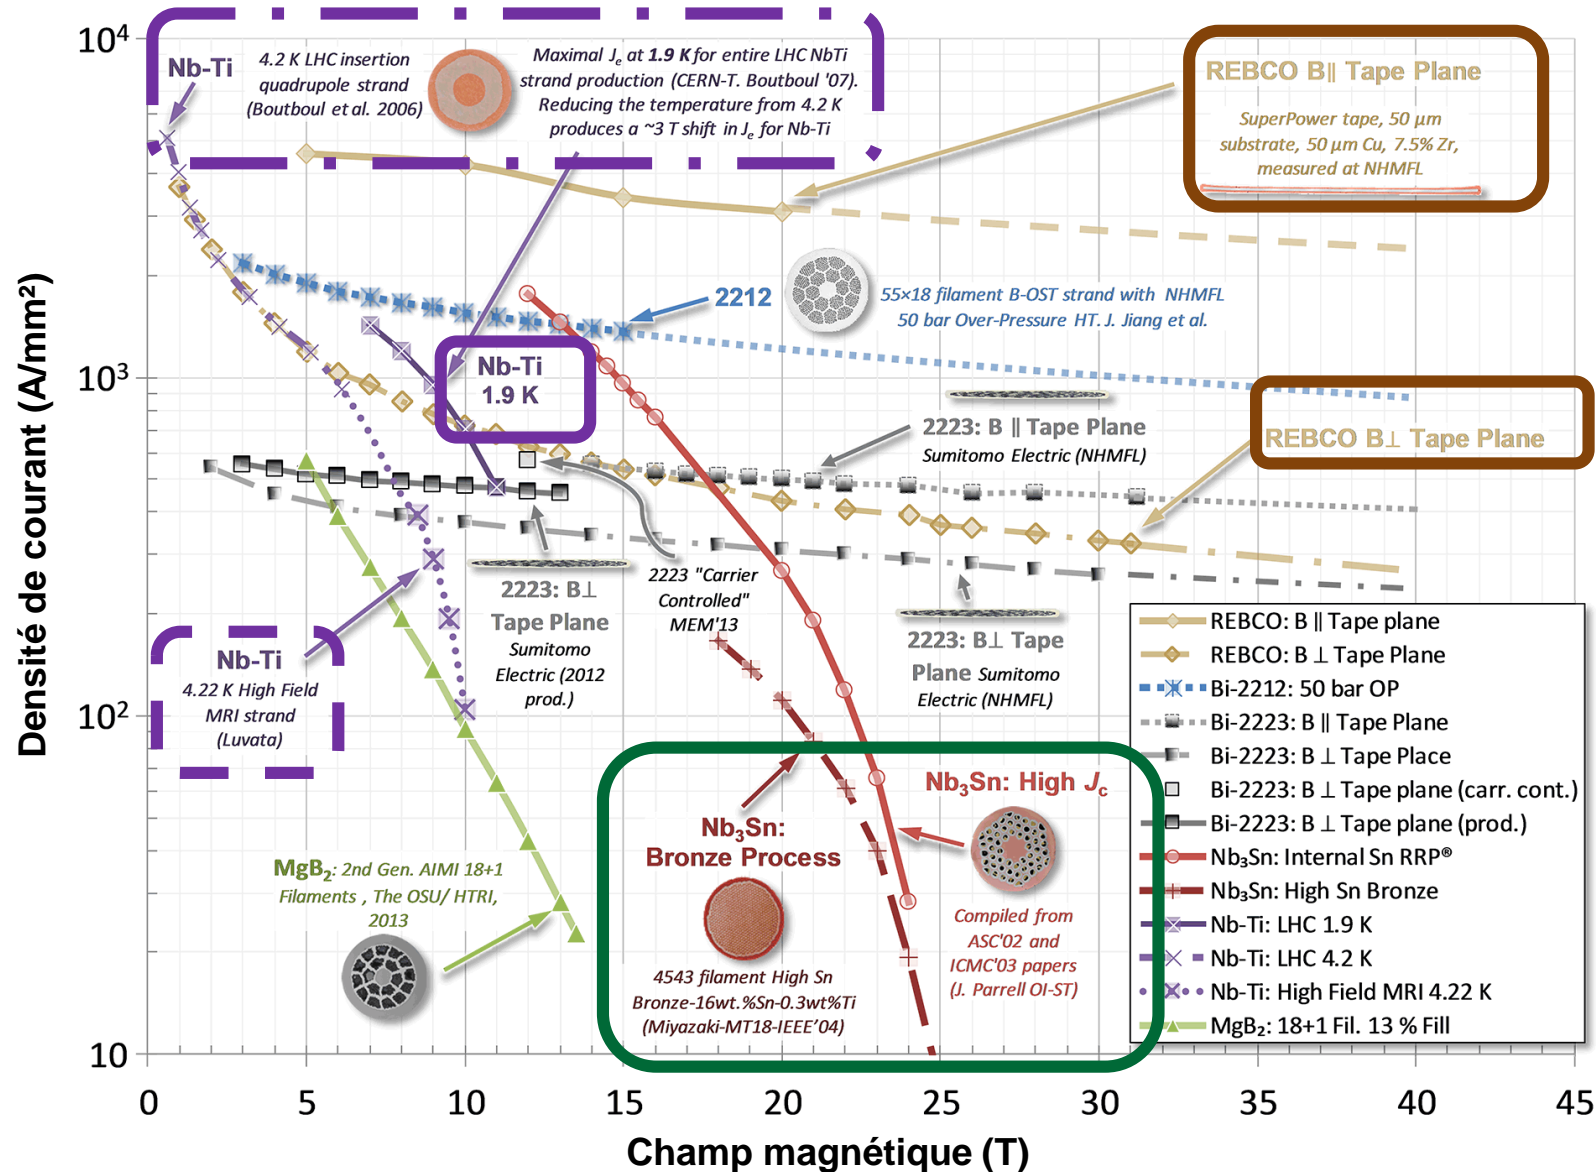 Densité de courant (A/mm²)
10⁴
10³
10²
10
Nb-Ti
4.2 K LHC insertion
quadrupole strand
(Boutboul et al. 2006)
Maximal Jₑ at 1.9 K for entire LHC NbTi
strand production (CERN-T. Boutboul '07).
Reducing the temperature from 4.2 K
produces a ~3 T shift in Jₑ for Nb-Ti
REBCO B∥ Tape Plane
SuperPower tape, 50 µm
substrate, 50 µm Cu, 7.5% Zr,
measured at NHMFL
2212
55×18 filament B-OST strand with NHMFL
50 bar Over-Pressure HT. J. Jiang et al.
Nb-Ti
1.9 K
2223: B ∥ Tape Plane
Sumitomo Electric (NHMFL)
REBCO B⊥ Tape Plane
2223: B⊥
Tape Plane
Sumitomo
Electric (2012
prod.)
2223 "Carrier
Controlled"
MEM'13
2223: B⊥ Tape
Plane Sumitomo
Electric (NHMFL)
Nb-Ti
4.22 K High Field
MRI strand
(Luvata)
MgB₂: 2nd Gen. AIMI 18+1
Filaments , The OSU/ HTRI,
2013
Nb₃Sn:
Bronze Process
4543 filament High Sn
Bronze-16wt.%Sn-0.3wt%Ti
(Miyazaki-MT18-IEEE'04)
Nb₃Sn: High Jc
Compiled from
ASC'02 and
ICMC'03 papers
(J. Parrell OI-ST)
REBCO: B ∥ Tape plane
REBCO: B ⊥ Tape Plane
Bi-2212: 50 bar OP
Bi-2223: B ∥ Tape Plane
Bi-2223: B ⊥ Tape Place
Bi-2223: B ⊥ Tape plane (carr. cont.)
Bi-2223: B ⊥ Tape plane (prod.)
Nb₃Sn: Internal Sn RRP®
Nb₃Sn: High Sn Bronze
Nb-Ti: LHC 1.9 K
Nb-Ti: LHC 4.2 K
Nb-Ti: High Field MRI 4.22 K
MgB₂: 18+1 Fil. 13 % Fill
0 5 10 15 20 25 30 35 40 45
Champ magnétique (T)